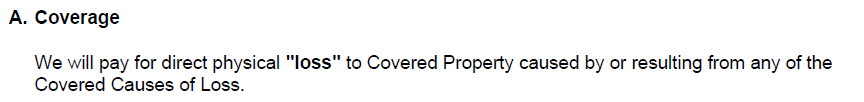 A. Coverage
We will pay for direct physical "loss" to Covered Property caused by or resulting from any of the
Covered Causes of Loss.